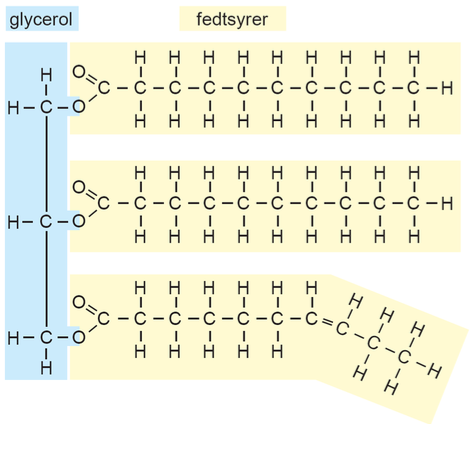 glycerol fedtsyrer
H H H H H H H H H
H O
H – C – O C – C – C – C – C – C – C – C – C – C – H
H H H H H H H H H
H H H H H H H H H
O
H – C – O C – C – C – C – C – C – C – C – C – C – H
H H H H H H H H H
H H H H H H H
O H H
H – C – O C – C – C – C – C – C – C = C – C – C – H
H H H H H H H H